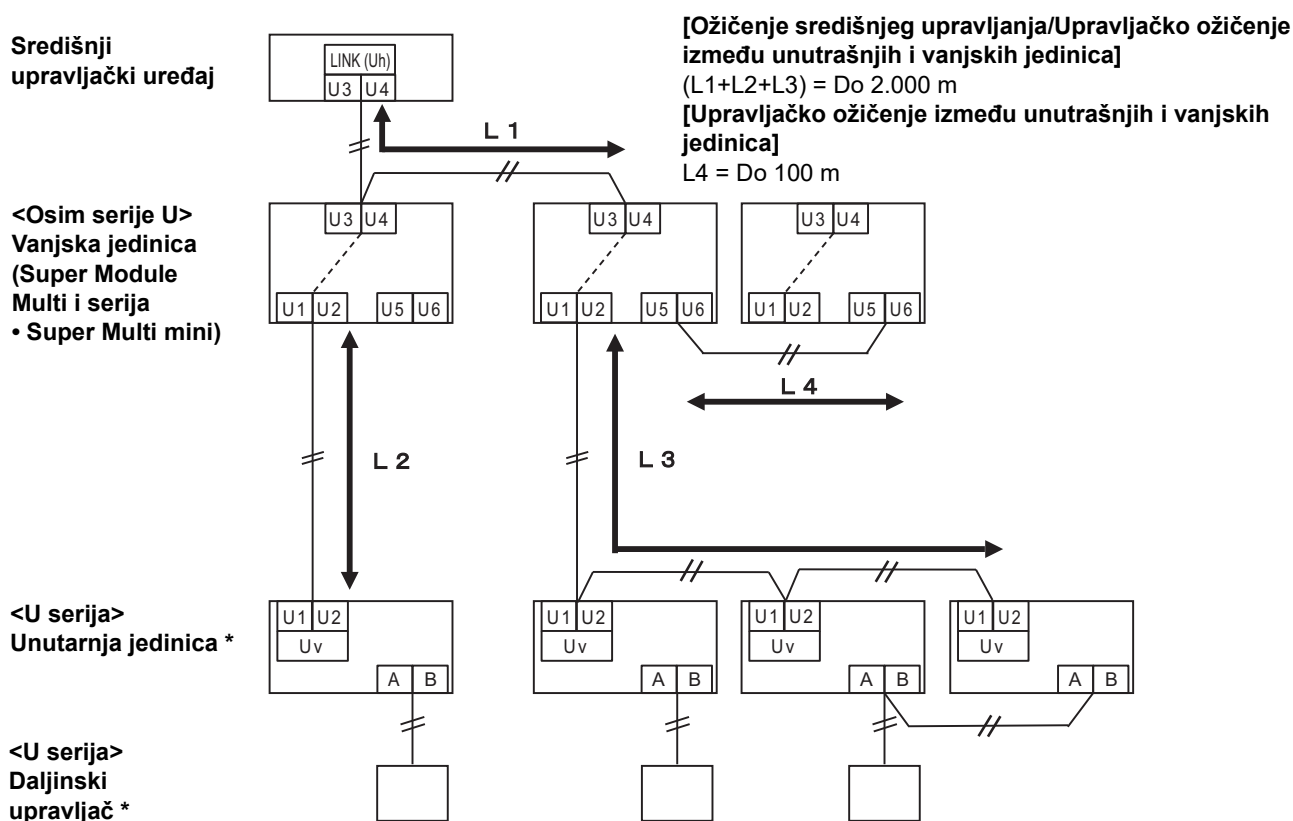 Središnji
upravljački uređaj
LINK (Uh)
U3 U4
[Ožičenje središnjeg upravljanja/Upravljačko ožičenje
između unutrašnjih i vanjskih jedinica]
(L1+L2+L3) = Do 2.000 m
[Upravljačko ožičenje između unutrašnjih i vanjskih
jedinica]
L4 = Do 100 m
L 1
<Osim serije U>
Vanjska jedinica
(Super Module
Multi i serija
• Super Multi mini)
U3 U4
U3 U4
U3 U4
U1 U2 U5 U6
U1 U2 U5 U6
U1 U2 U5 U6
L 4
L 2
L 3
<U serija>
Unutarnja jedinica *
U1 U2
Uv
A B
U1 U2
Uv
A B
U1 U2
Uv
A B
U1 U2
Uv
A B
<U serija>
Daljinski
upravljač *